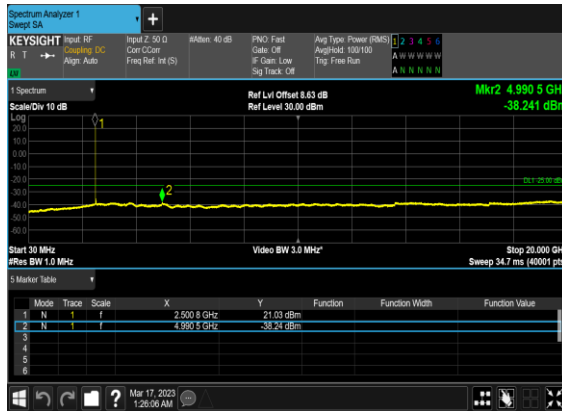 Spectrum Analyzer 1
Swept SA
+
KEYSIGHT Input: RF Input Z: 50 Ω #Atten: 40 dB PNO: Fast Avg Type: Power (RMS) 1 2 3 4 5 6
R T Coupling: DC Corr CCorr Gate: Off Avg|Hold: 100/100 A W W W W W
Align: Auto Freq Ref: Int (S) IF Gain: Low Trig: Free Run
Sig Track: Off A N N N N N
1 Spectrum Ref Lvl Offset 8.63 dB Mkr2 4.990 5 GH
Scale/Div 10 dB Ref Level 30.00 dBm -38.241 dBr
Log
20.0
10.0
0.00
-10.0
-20.0
-30.0
-40.0
-50.0
-60.0
1
2
DL1 -25.00 dB
Start 30 MHz Video BW 3.0 MHz* Stop 20.000 GH
#Res BW 1.0 MHz Sweep 34.7 ms (40001 pts
5 Marker Table
Mode Trace Scale X Y Function Function Width Function Value
1 N 1 f 2.500 8 GHz 21.03 dBm
2 N 1 f 4.990 5 GHz -38.24 dBm
3
4
5
6
? Mar 17, 2023
1:26:06 AM